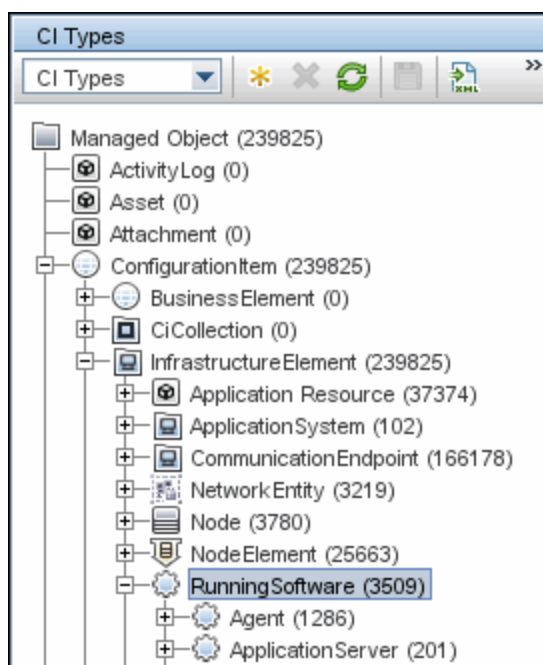 CI Types
CI Types
XML
Managed Object (239825)
ActivityLog (0)
Asset (0)
Attachment (0)
ConfigurationItem (239825)
BusinessElement (0)
CiCollection (0)
InfrastructureElement (239825)
Application Resource (37374)
ApplicationSystem (102)
CommunicationEndpoint (166178)
NetworkEntity (3219)
Node (3780)
NodeElement (25663)
RunningSoftware (3509)
Agent (1286)
ApplicationServer (201)